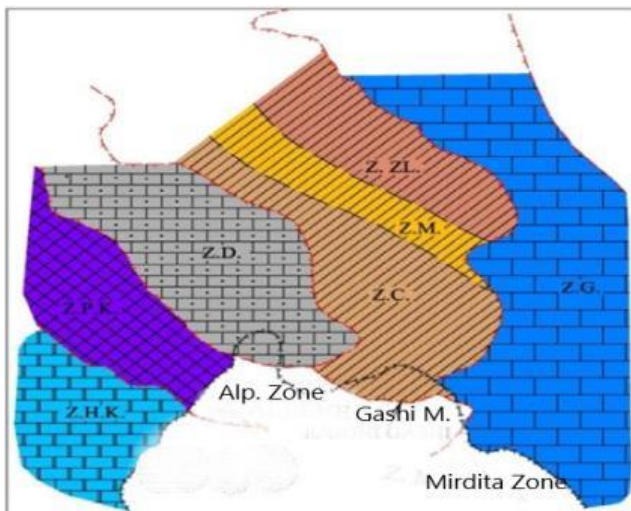 Z. ZL.
Z.M.
Z.D.
Z.C.
Z.G.
Z.P.K.
Alp. Zone
Z.H.K.
Gashi M.
Mirdita Zone